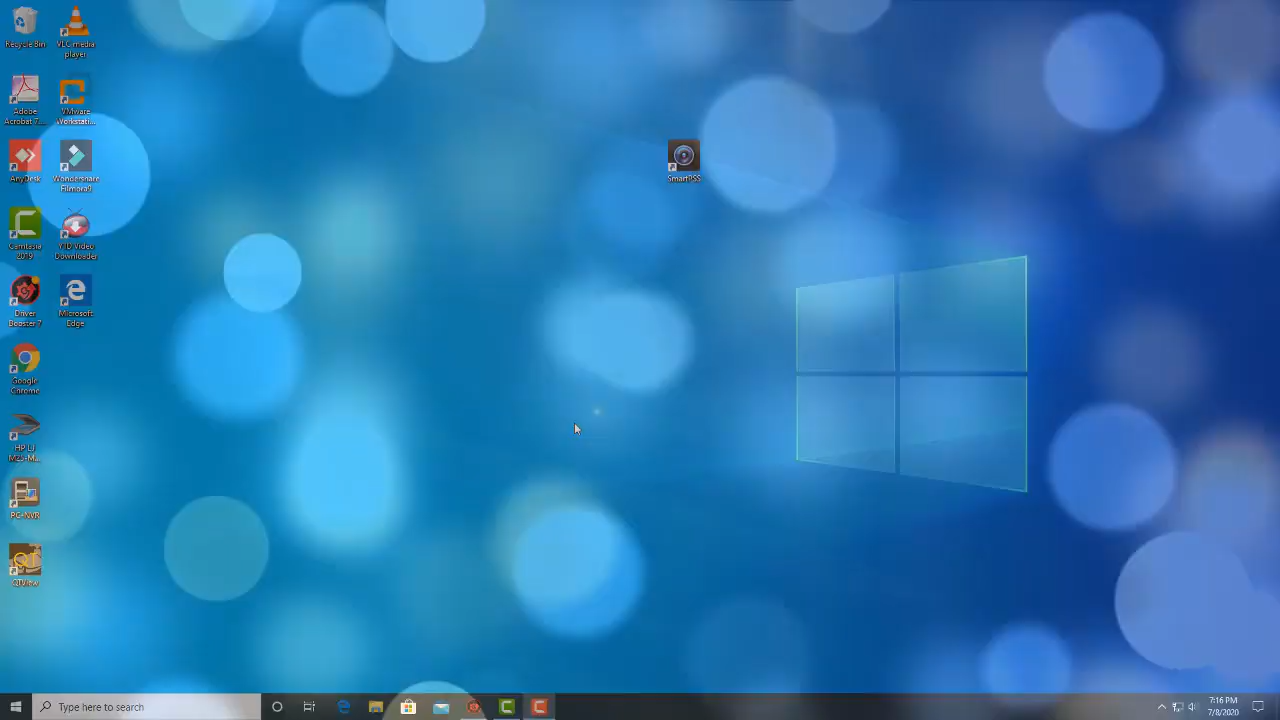 Recycle Bin
VLC media
player
Adobe
Acrobat 7....
VMware
Workstati...
AnyDesk
Wondershare
Filmora9
SmartPSS
Camtasia
2019
YTD Video
Downloader
Driver
Booster 7
Microsoft
Edge
Google
Chrome
HP LJ
PC-NVR
QTView
Type here to search
7:16 PM
7/8/2020